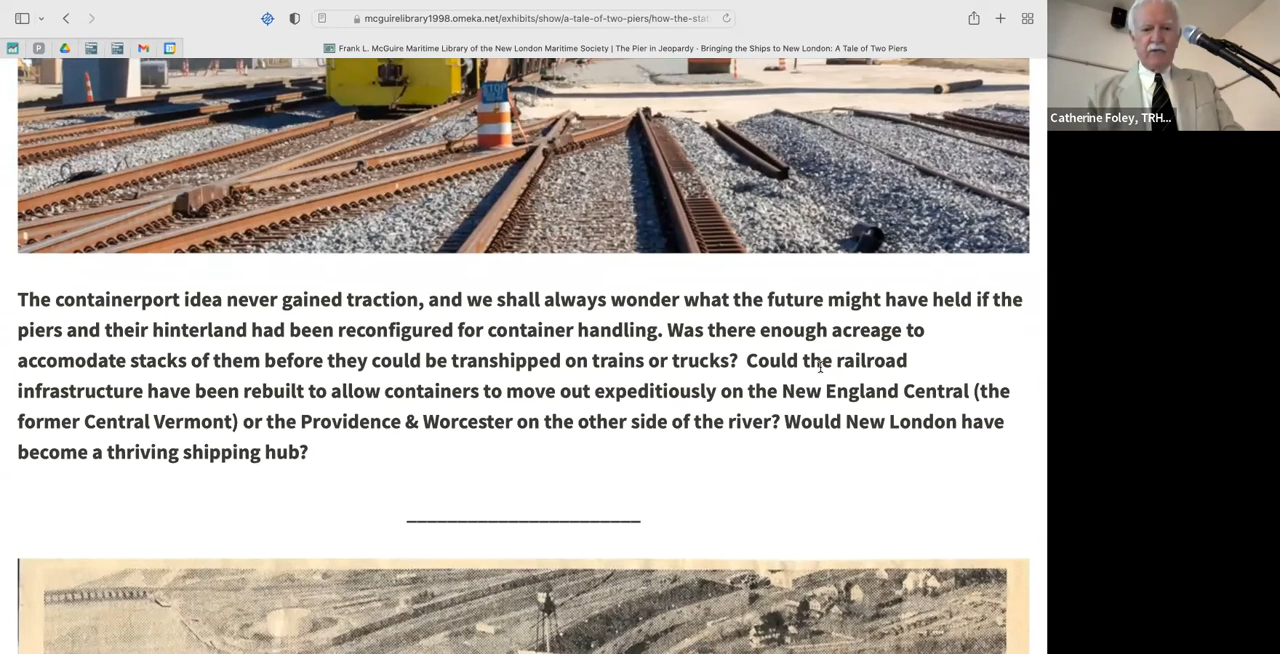 mcguirelibrary1998.omeka.net/exhibits/show/a-tale-of-two-piers/how-the-stat
Frank L. McGuire Maritime Library of the New London Maritime Society | The Pier in Jeopardy · Bringing the Ships to New London: A Tale of Two Piers
Catherine Foley, TRH...
STOP
The containerport idea never gained traction, and we shall always wonder what the future might have held if the
piers and their hinterland had been reconfigured for container handling. Was there enough acreage to
accomodate stacks of them before they could be transhipped on trains or trucks?  Could the railroad
infrastructure have been rebuilt to allow containers to move out expeditiously on the New England Central (the
former Central Vermont) or the Providence & Worcester on the other side of the river? Would New London have
become a thriving shipping hub?